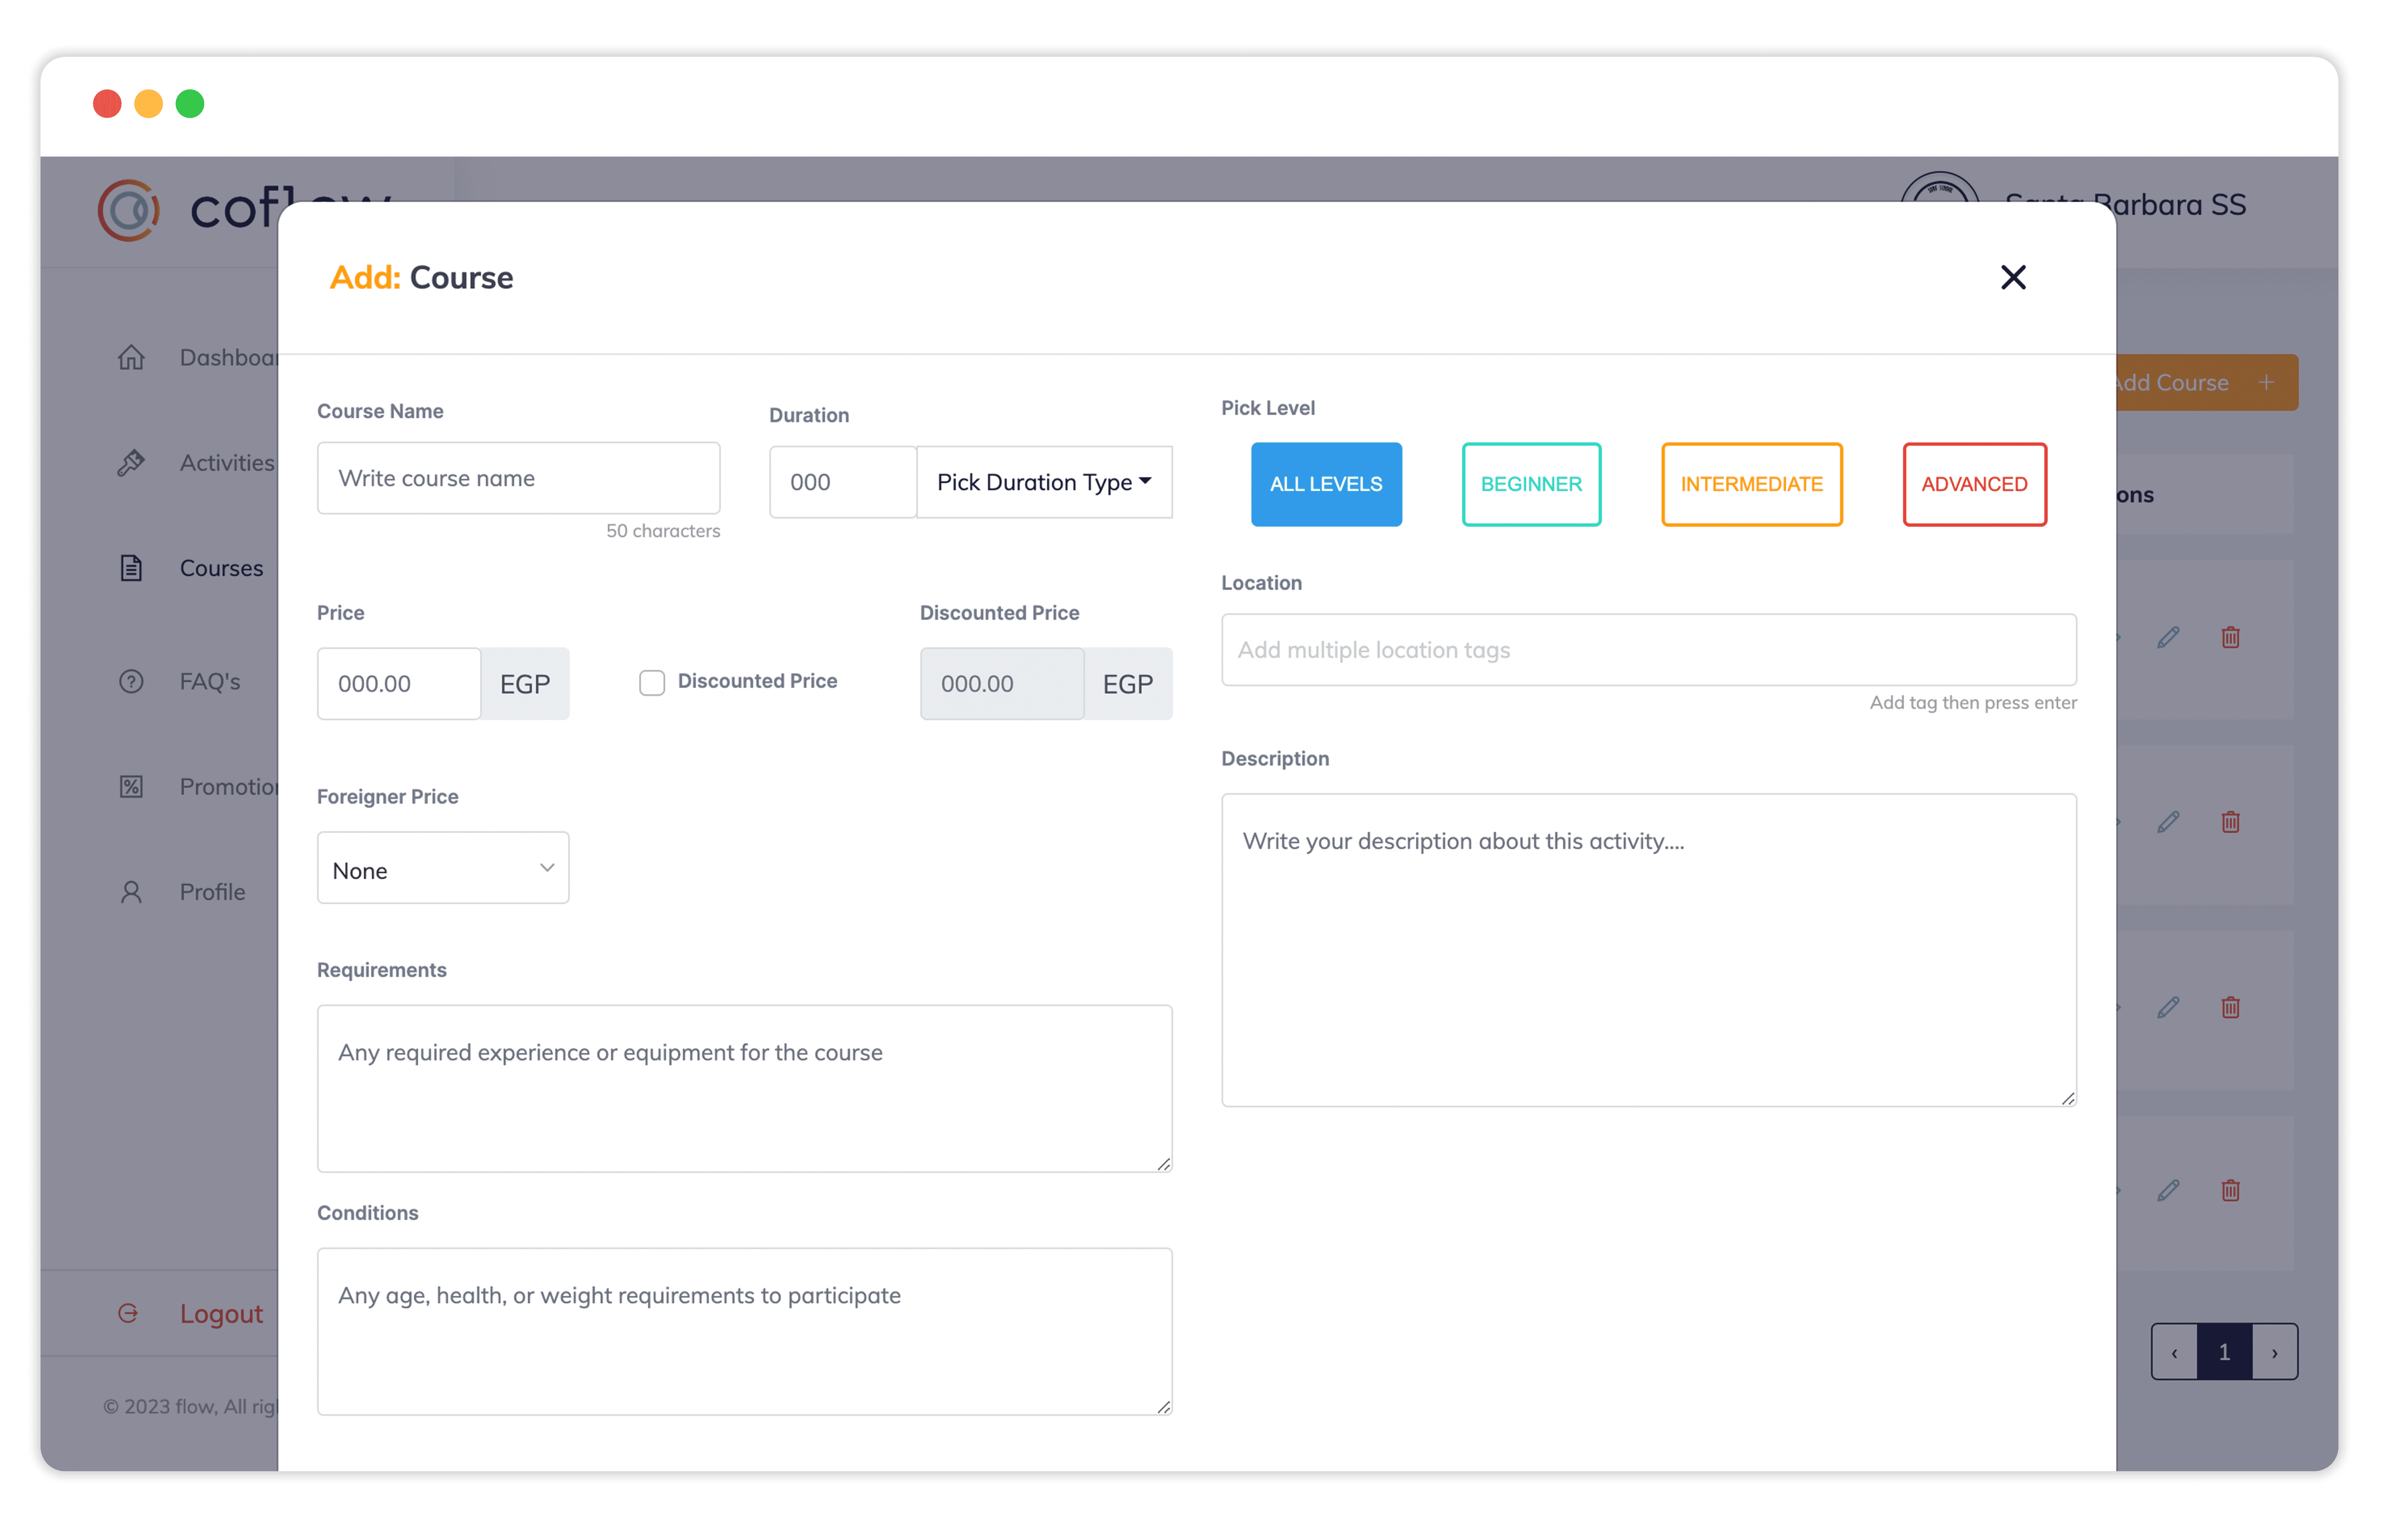 coflow
Santa Barbara SS
Add: Course
Dashboar
Activities
Courses
FAQ's
Promotion
Profile
Logout
© 2023 flow, All rig
Course Name
Write course name
50 characters
Duration
000
Pick Duration Type
Price
000.00 EGP
Discounted Price
Discounted Price
000.00 EGP
Foreigner Price
None
Requirements
Any required experience or equipment for the course
Conditions
Any age, health, or weight requirements to participate
Pick Level
ALL LEVELS
BEGINNER
INTERMEDIATE
ADVANCED
Location
Add multiple location tags
Add tag then press enter
Description
Write your description about this activity....
Add Course +
ons
‹ 1 ›